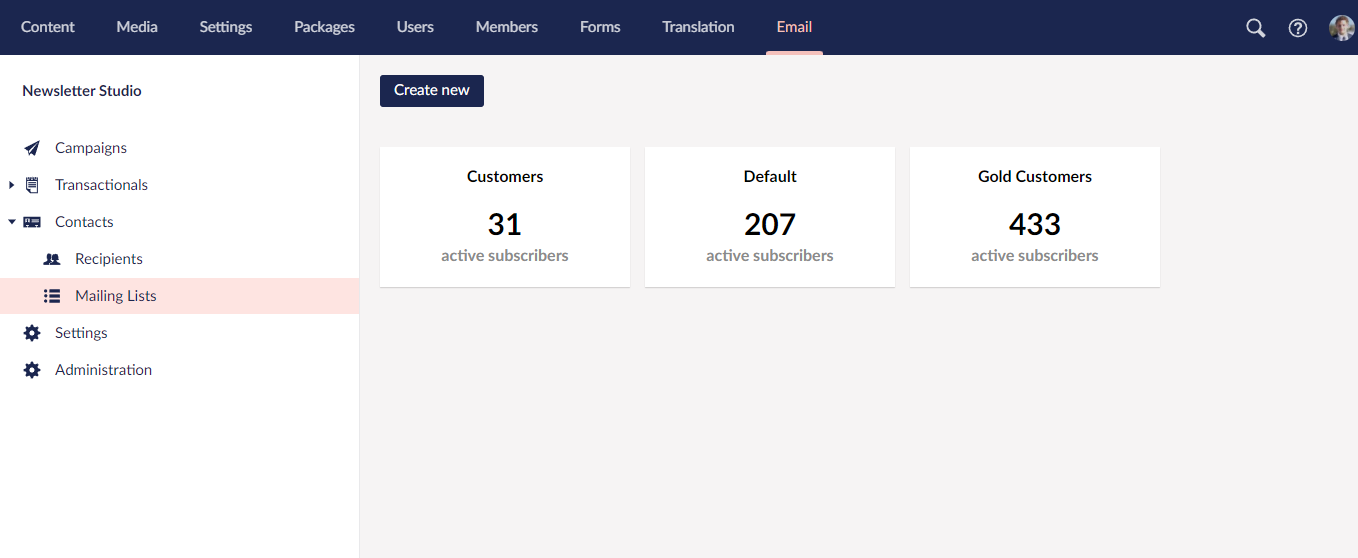 Content Media Settings Packages Users Members Forms Translation Email
Newsletter Studio
Campaigns
Transactionals
Contacts
Recipients
Mailing Lists
Settings
Administration
Create new
Customers
31
active subscribers
Default
207
active subscribers
Gold Customers
433
active subscribers